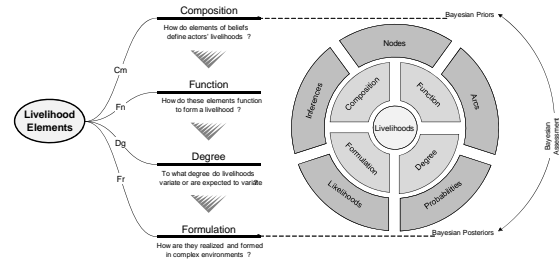 Composition
How do elements of beliefs
define actors' livelihoods ?
Cm
Function
How do these elements function
to form a livelihood ?
Fn
Livelihood
Elements
Dg
Degree
To what degree do livelihoods
variate or are expected to variate?
Fr
Formulation
How are they realized and formed
in complex environments ?
Bayesian Priors
Nodes
Inferences
Arcs
Composition
Function
Livelihoods
Formulation
Degree
Likelihoods
Probabilities
Bayesian Posteriors
Bayesian
Assessment